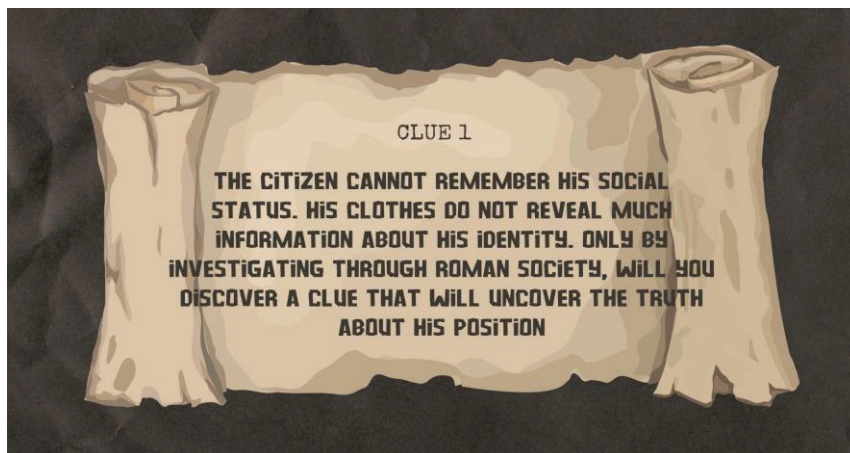 CLUE 1
THE CITIZEN CANNOT REMEMBER HIS SOCIAL
STATUS. HIS CLOTHES DO NOT REVEAL MUCH
INFORMATION ABOUT HIS IDENTITY. ONLY BY
INVESTIGATING THROUGH ROMAN SOCIETY, WILL YOU
DISCOVER A CLUE THAT WILL UNCOVER THE TRUTH
ABOUT HIS POSITION